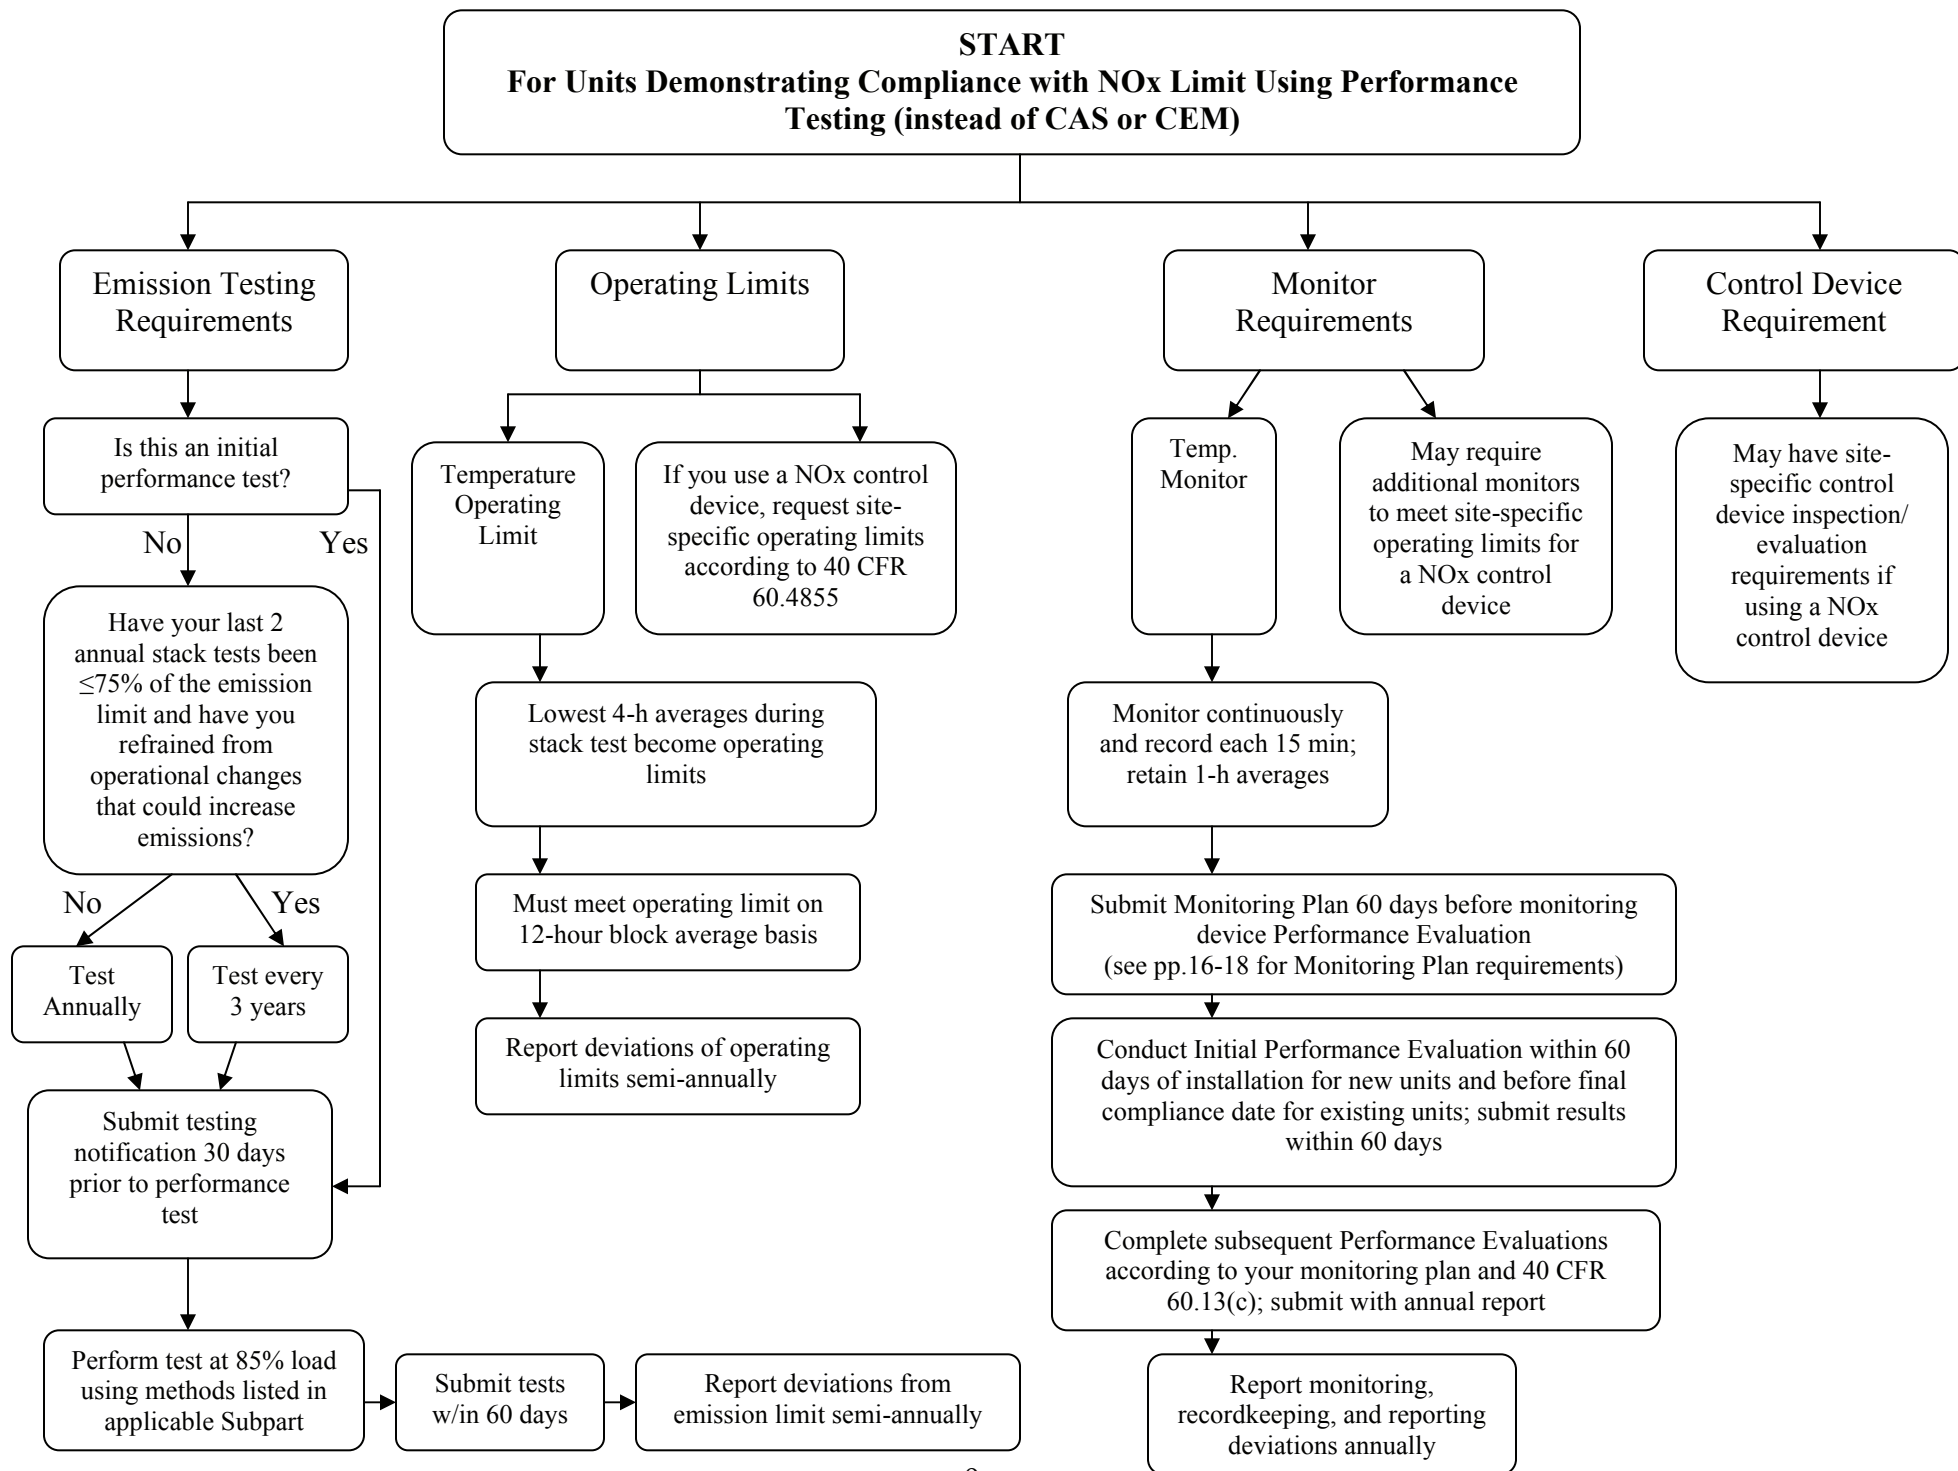 START
For Units Demonstrating Compliance with NOx Limit Using Performance
Testing (instead of CAS or CEM)
Emission Testing
Requirements
Operating Limits
Monitor
Requirements
Control Device
Requirement
Is this an initial
performance test?
No
Yes
Have your last 2
annual stack tests been
≤75% of the emission
limit and have you
refrained from
operational changes
that could increase
emissions?
No
Yes
Test
Annually
Test every
3 years
Submit testing
notification 30 days
prior to performance
test
Perform test at 85% load
using methods listed in
applicable Subpart
Submit tests
w/in 60 days
Report deviations from
emission limit semi-annually
Temperature
Operating
Limit
If you use a NOx control
device, request site-
specific operating limits
according to 40 CFR
60.4855
Lowest 4-h averages during
stack test become operating
limits
Must meet operating limit on
12-hour block average basis
Report deviations of operating
limits semi-annually
Temp.
Monitor
May require
additional monitors
to meet site-specific
operating limits for
a NOx control
device
Monitor continuously
and record each 15 min;
retain 1-h averages
Submit Monitoring Plan 60 days before monitoring
device Performance Evaluation
(see pp.16-18 for Monitoring Plan requirements)
Conduct Initial Performance Evaluation within 60
days of installation for new units and before final
compliance date for existing units; submit results
within 60 days
Complete subsequent Performance Evaluations
according to your monitoring plan and 40 CFR
60.13(c); submit with annual report
Report monitoring,
recordkeeping, and reporting
deviations annually
May have site-
specific control
device inspection/
evaluation
requirements if
using a NOx
control device